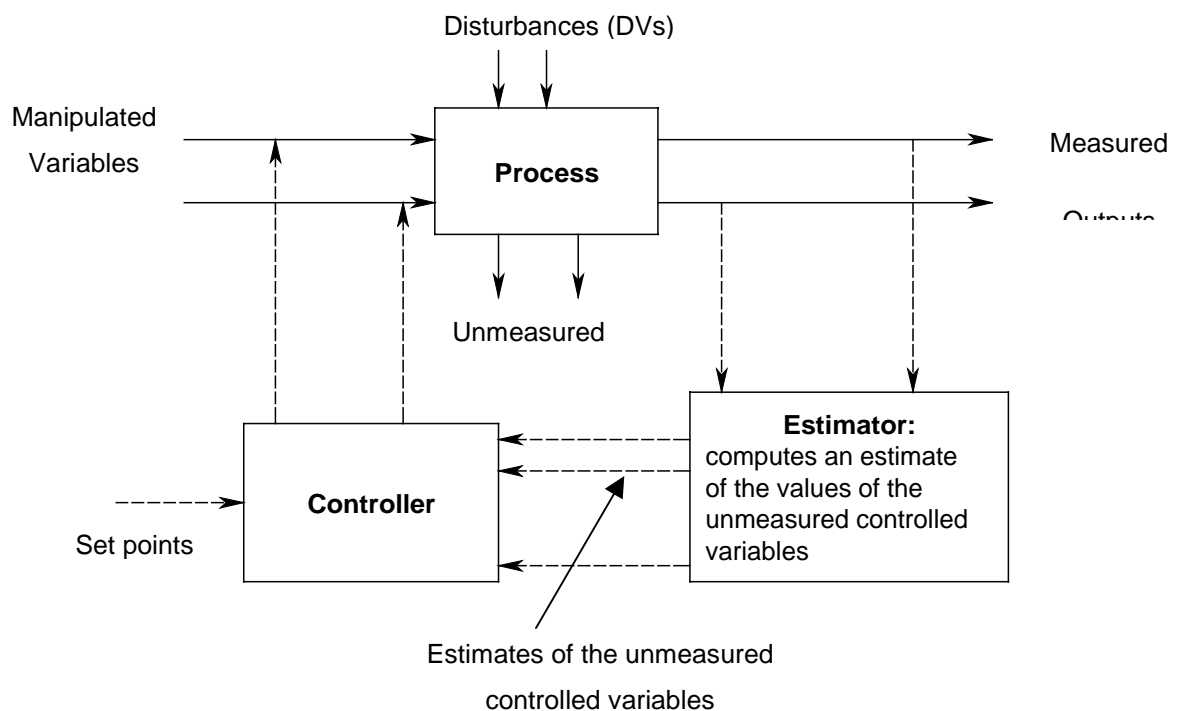 Disturbances (DVs)
Manipulated
Variables
Process
Measured
Outputs
Unmeasured
Estimator:
computes an estimate
of the values of the
unmeasured controlled
variables
Controller
Set points
Estimates of the unmeasured
controlled variables